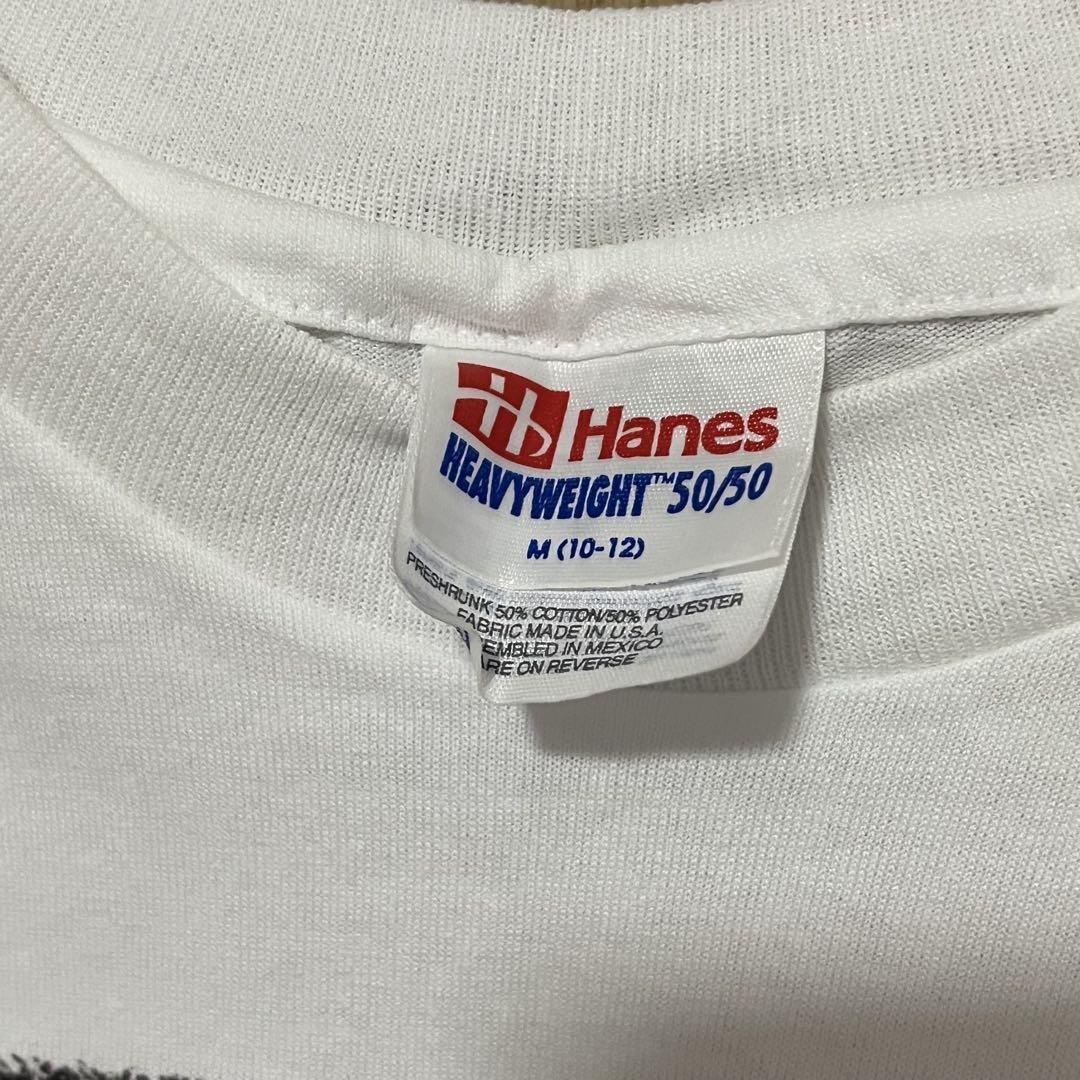 Hanes
HEAVYWEIGHT™ 50/50
M (10-12)
PRESHRUNK 50% COTTON/50% POLYESTER
FABRIC MADE IN U.S.A.
EMBLED IN MEXICO
ARE ON REVERSE